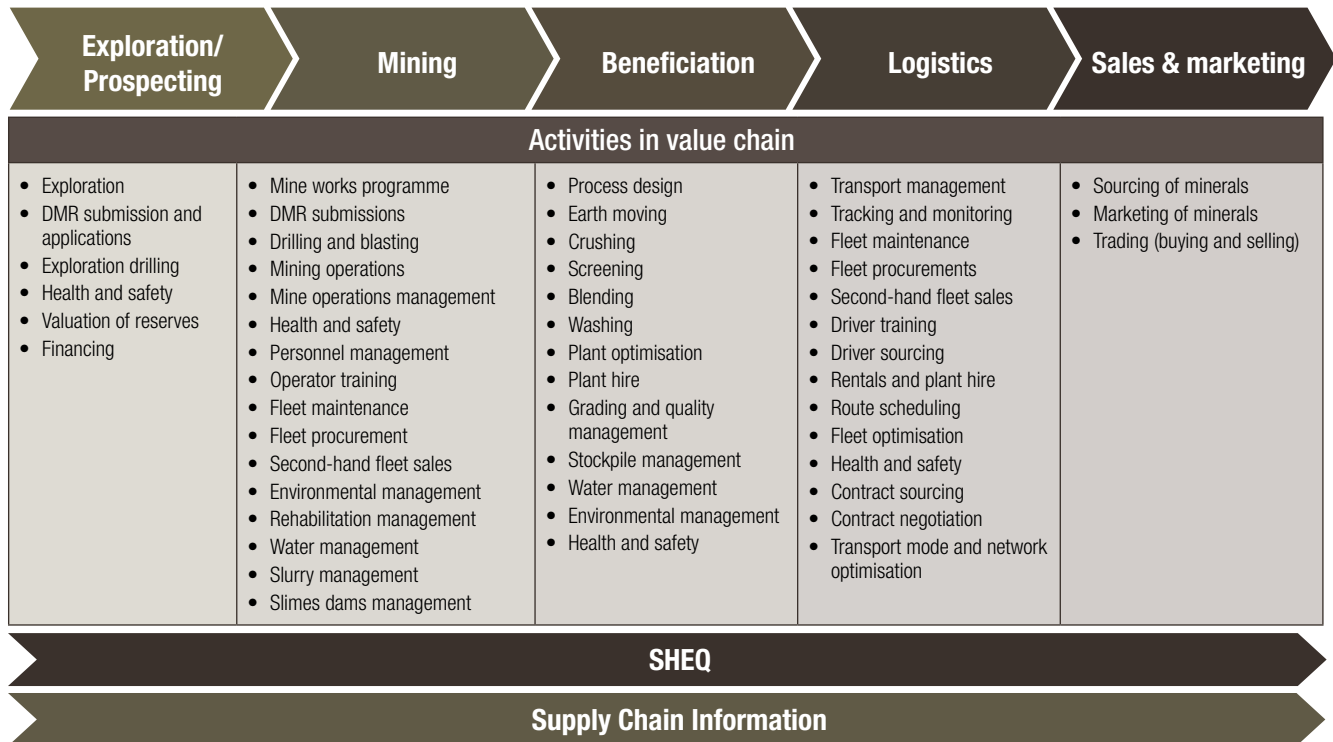 Exploration/
Prospecting
Mining
Beneficiation
Logistics
Sales & marketing
Activities in value chain
• Exploration
• DMR submission and
applications
• Exploration drilling
• Health and safety
• Valuation of reserves
• Financing
• Mine works programme
• DMR submissions
• Drilling and blasting
• Mining operations
• Mine operations management
• Health and safety
• Personnel management
• Operator training
• Fleet maintenance
• Fleet procurement
• Second-hand fleet sales
• Environmental management
• Rehabilitation management
• Water management
• Slurry management
• Slimes dams management
• Process design
• Earth moving
• Crushing
• Screening
• Blending
• Washing
• Plant optimisation
• Plant hire
• Grading and quality
management
• Stockpile management
• Water management
• Environmental management
• Health and safety
• Transport management
• Tracking and monitoring
• Fleet maintenance
• Fleet procurements
• Second-hand fleet sales
• Driver training
• Driver sourcing
• Rentals and plant hire
• Route scheduling
• Fleet optimisation
• Health and safety
• Contract sourcing
• Contract negotiation
• Transport mode and network
optimisation
• Sourcing of minerals
• Marketing of minerals
• Trading (buying and selling)
SHEQ
Supply Chain Information